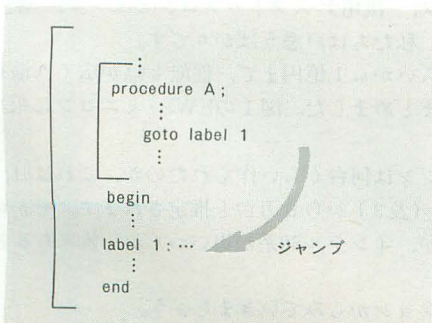 ⋮
procedure A;
⋮
goto label 1
⋮
begin
⋮
label 1 : …
ジャンプ
⋮
end